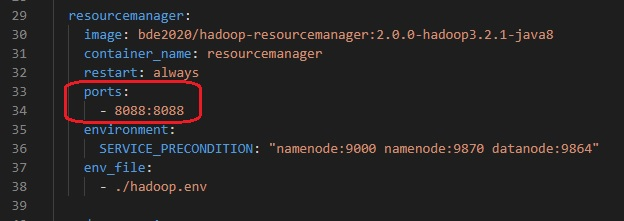 29 resourcemanager:
30 image: bde2020/hadoop-resourcemanager:2.0.0-hadoop3.2.1-java8
31 container_name: resourcemanager
32 restart: always
33 ports:
34 - 8088:8088
35 environment:
36 SERVICE_PRECONDITION: "namenode:9000 namenode:9870 datanode:9864"
37 env_file:
38 - ./hadoop.env
39